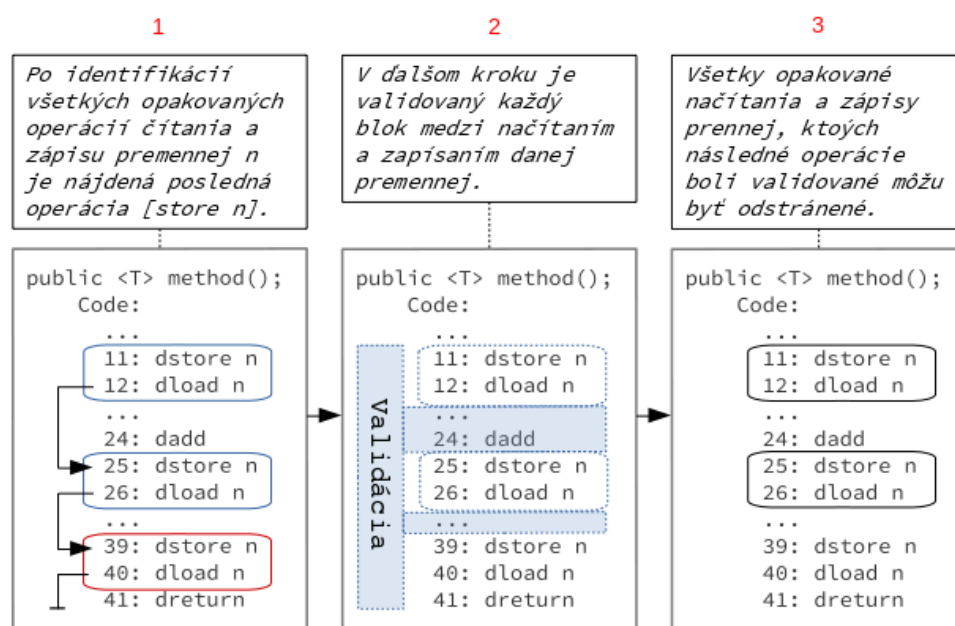 1
Po identifikácií
všetkých opakovaných
operácií čítania a
zápisu premennej n
je nájdená posledná
operácia [store n].
public <T> method();
Code:
...
11: dstore n
12: dload n
...
24: dadd
25: dstore n
26: dload n
...
39: dstore n
40: dload n
41: dreturn
2
V ďalšom kroku je
validovaný každý
blok medzi načítaním
a zapísaním danej
premennej.
public <T> method();
Code:
Validácia
...
11: dstore n
12: dload n
...
24: dadd
25: dstore n
26: dload n
...
39: dstore n
40: dload n
41: dreturn
3
Všetky opakované
načítania a zápisy
prennej, ktoých
následné operácie
boli validované môžu
byť odstránené.
public <T> method();
Code:
...
11: dstore n
12: dload n
...
24: dadd
25: dstore n
26: dload n
...
39: dstore n
40: dload n
41: dreturn